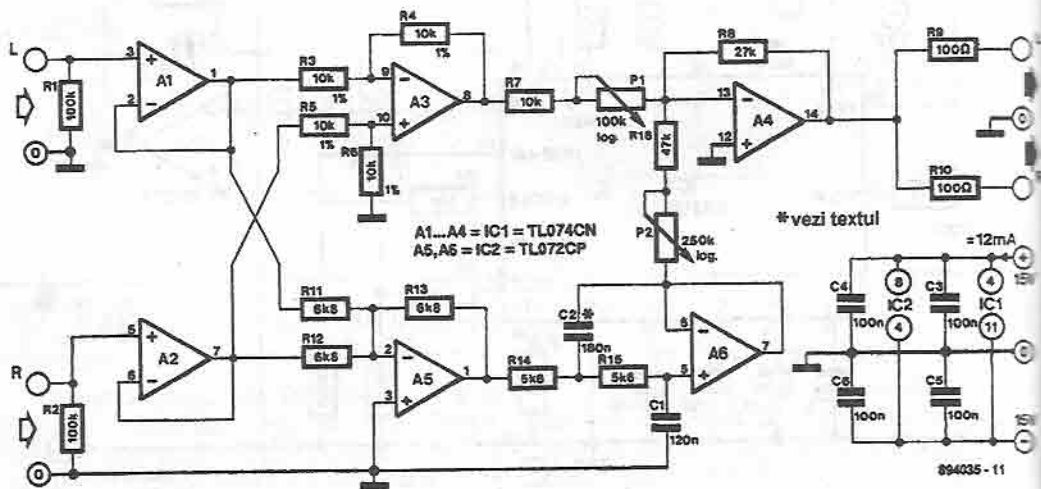 L
R1
100k
0
3
2
1
+
−
A1
R3
10k
1%
R5
10k
1%
R4
10k
1%
R6
10k
1%
9
10
8
−
+
A3
R7
10k
P1
100k
log.
R8
27k
R16
47k
13
12
14
−
+
A4
R9
100Ω
R10
100Ω
0
A1...A4 = IC1 = TL074CN
A5,A6 = IC2 = TL072CP
P2
250k
log.
*vezi textul
R
R2
100k
0
5
6
7
+
−
A2
R11
6k8
R12
6k8
R13
6k8
2
3
1
−
+
A5
R14
5k6
C2 *
180n
R15
5k6
C1
120n
6
5
7
−
+
A6
=12mA
C4
100n
8
IC2
4
C3
100n
4
IC1
11
C6
100n
C5
100n
+
0
−
894035 - 11